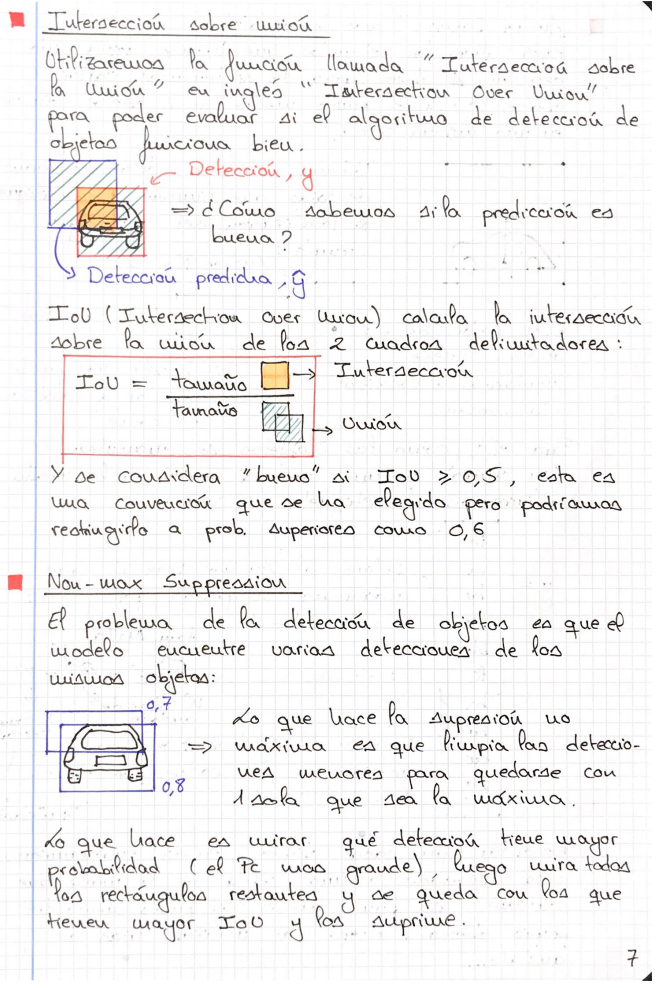 Intersección sobre unión
Utilizaremos la función llamada "Intersección sobre
la Unión" en inglés "Intersection Over Union"
para poder evaluar si el algoritmo de detección de
objetos funiciona bien.
Detección, y
=> ¿Cómo sabemos si la predicción es
buena?
Detección predicha, ŷ
IoU (Intersection over union) calcula la intersección
sobre la unión de los 2 cuadros delimitadores:
IoU = tamaño → Intersección
tamaño → Unión
Y se considera "bueno" si IoU ⩾ 0,5, esta es
una convención que se ha elegido pero podríamos
restringirlo a prob. superiores como 0,6
Non-max Suppression
El problema de la detección de objetos es que el
modelo encuentre varias detecciones de los
mismos objetos:
0,7
Lo que hace la supresión no
=> máxima es que limpia las deteccio-
nes menores para quedarse con
0,8
1 sola que sea la máxima.
Lo que hace es mirar qué detección tiene mayor
probabilidad (el Pc mas grande), luego mira todos
los rectángulos restantes y se queda con los que
tienen mayor IoU y los suprime.
7